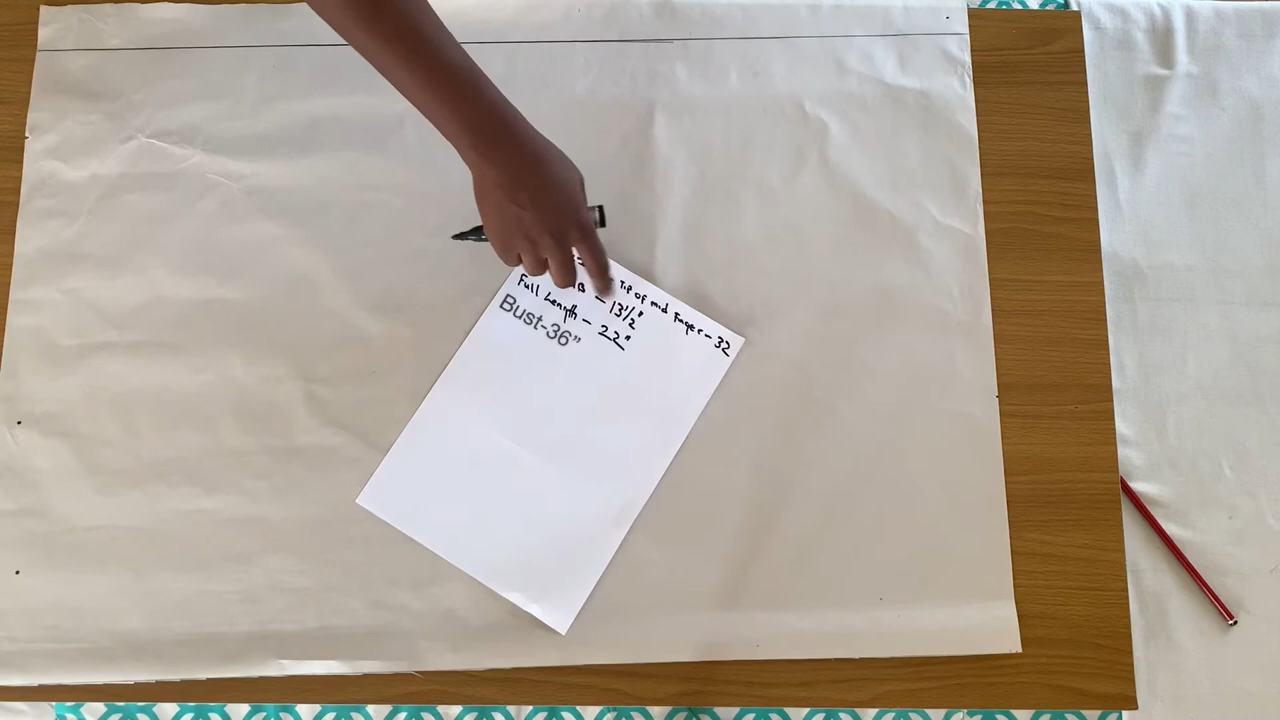 Tip of mid Finger - 32
B - 13½"
Full Length - 22"
Bust-36”